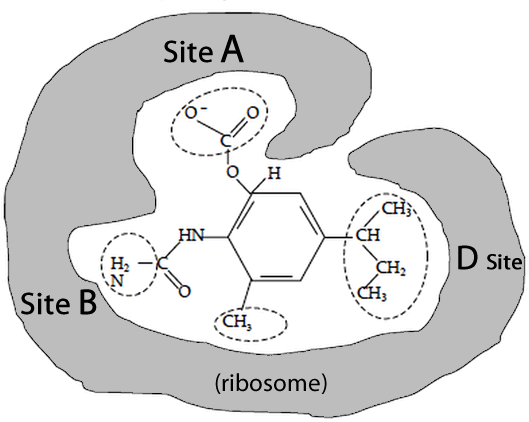 Site A
O⁻
O
C
O
H
HN
CH₃
CH
H₂
N
C
CH₂
D Site
O
CH₃
Site B
CH₃
(ribosome)